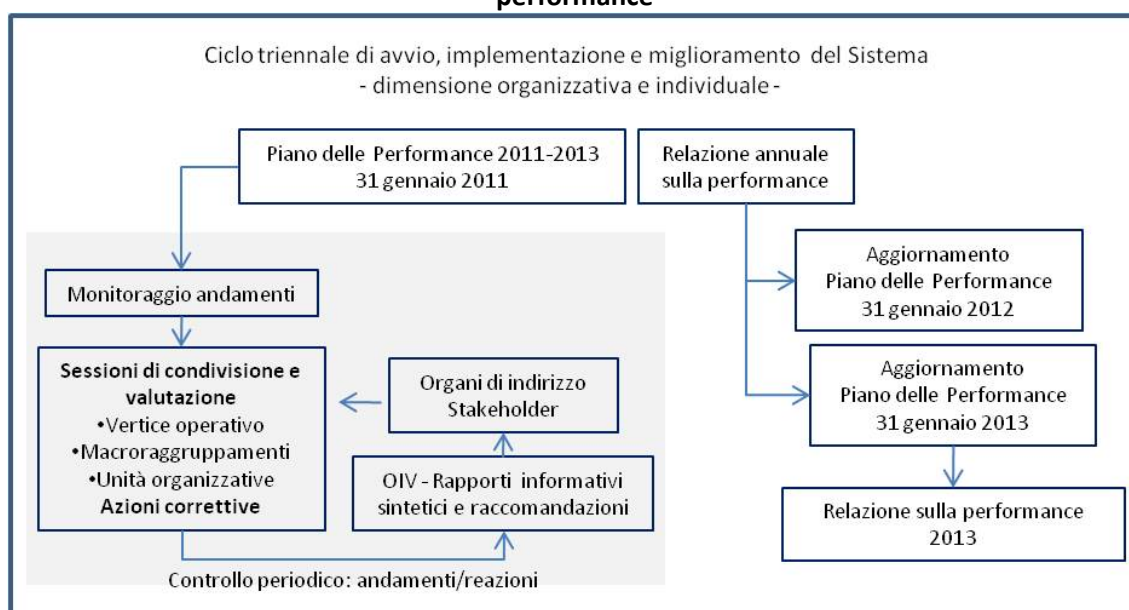 performance
Ciclo triennale di avvio, implementazione e miglioramento del Sistema
- dimensione organizzativa e individuale -
Piano delle Performance 2011-2013
31 gennaio 2011
Relazione annuale
sulla performance
Monitoraggio andamenti
Sessioni di condivisione e
valutazione
•Vertice operativo
•Macroraggruppamenti
•Unità organizzative
Azioni correttive
Organi di indirizzo
Stakeholder
OIV - Rapporti informativi
sintetici e raccomandazioni
Controllo periodico: andamenti/reazioni
Aggiornamento
Piano delle Performance
31 gennaio 2012
Aggiornamento
Piano delle Performance
31 gennaio 2013
Relazione sulla performance
2013